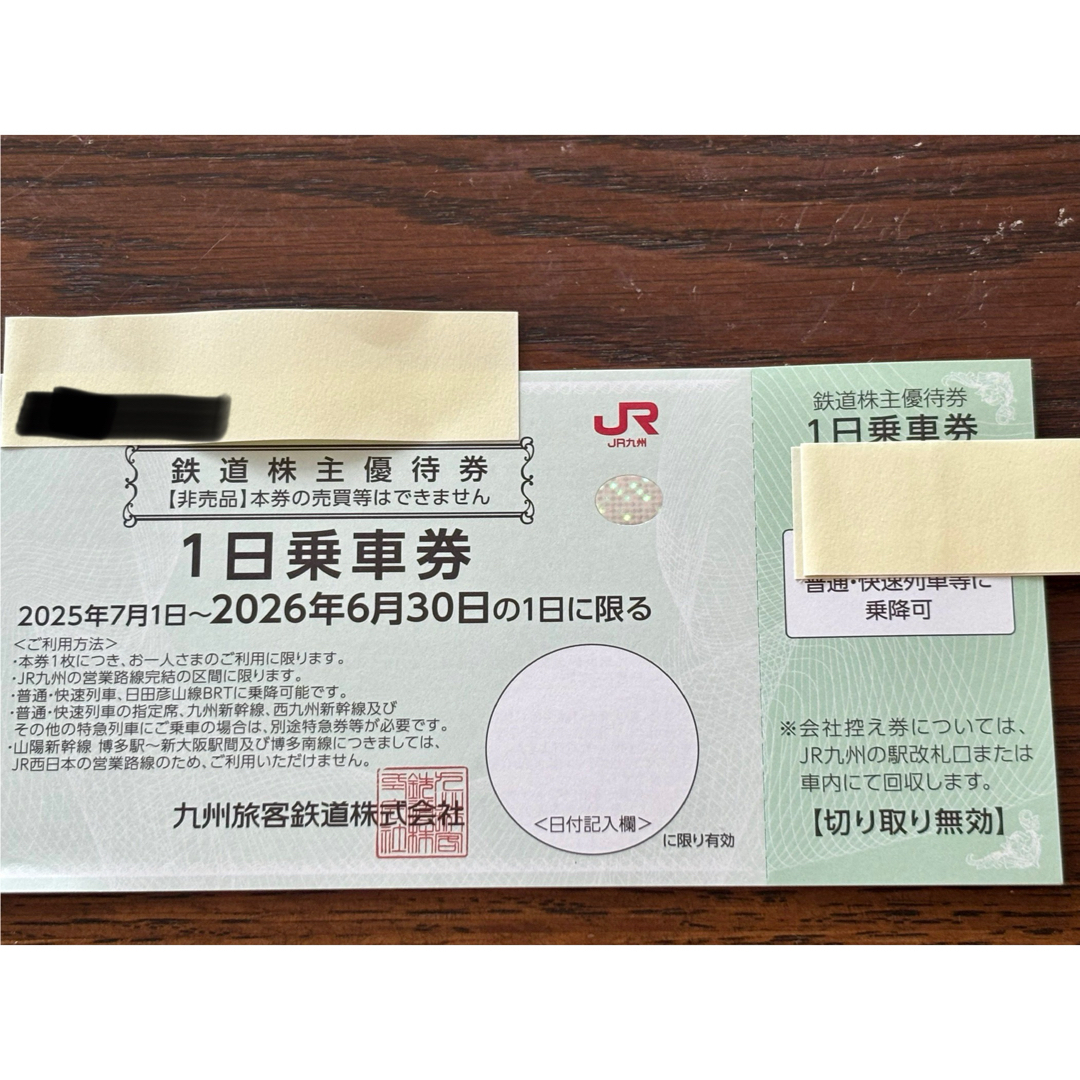 鉄道株主優待券
【非売品】本券の売買等はできません
1日乗車券
2025年7月1日～2026年6月30日の1日に限る
＜ご利用方法＞
・本券1枚につき、お一人さまのご利用に限ります。
・JR九州の営業路線完結の区間に限ります。
・普通・快速列車、日田彦山線BRTに乗降可能です。
・普通・快速列車の指定席、九州新幹線、西九州新幹線及び
その他の特急列車にご乗車の場合は、別途特急券等が必要です。
・山陽新幹線 博多駅～新大阪駅間及び博多南線につきましては、
JR西日本の営業路線のため、ご利用いただけません。
九州旅客鉄道株式会社
JR
JR九州
＜日付記入欄＞
に限り有効
鉄道株主優待券
1日乗車券
普通・快速列車等に
乗降可
※会社控え券については、
JR九州の駅改札口または
車内にて回収します。
【切り取り無効】